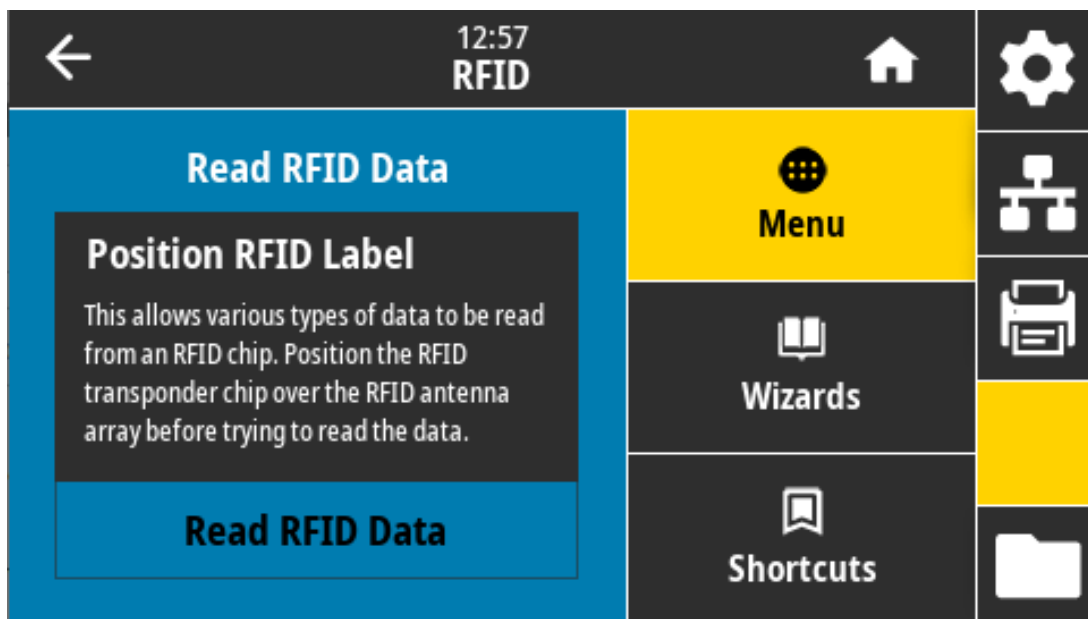 12:57
RFID
Read RFID Data
Position RFID Label
This allows various types of data to be read
from an RFID chip. Position the RFID
transponder chip over the RFID antenna
array before trying to read the data.
Read RFID Data
Menu
Wizards
Shortcuts